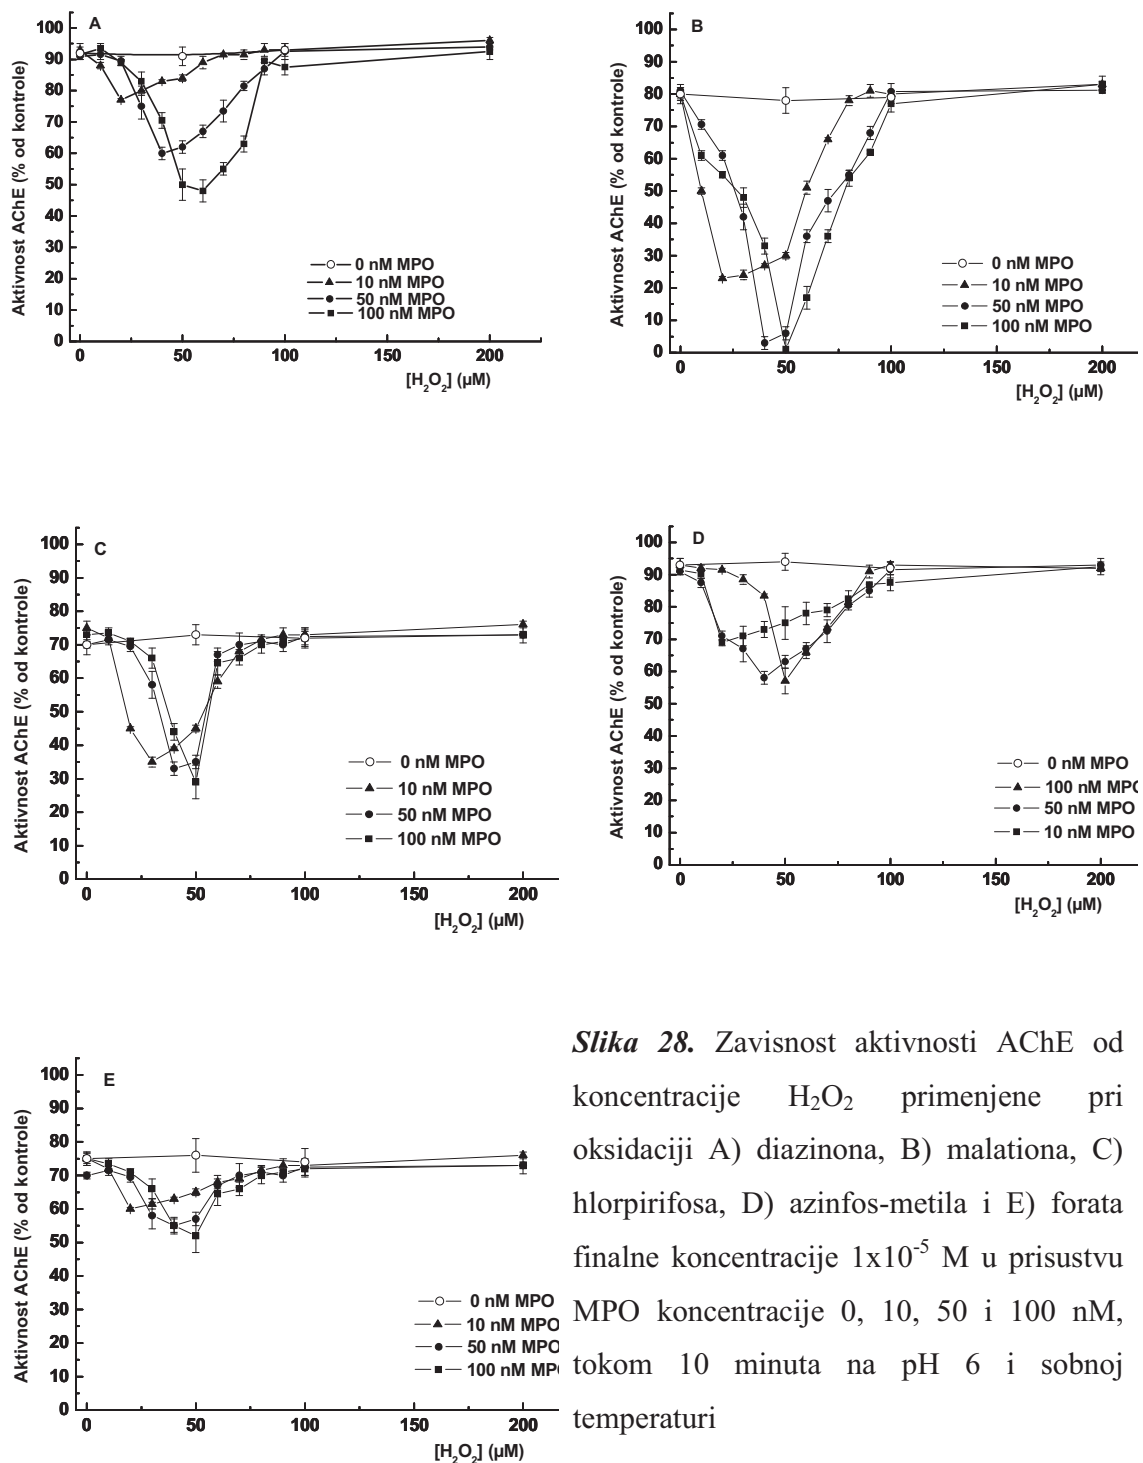 A
Aktivnost AChE (% od kontrole)
100
90
80
70
60
50
40
30
20
10
0
0 nM MPO
10 nM MPO
50 nM MPO
100 nM MPO
0 50 100 200
[H₂O₂] (µM)
B
Aktivnost AChE (% od kontrole)
100
90
80
70
60
50
40
30
20
10
0
0 nM MPO
10 nM MPO
50 nM MPO
100 nM MPO
0 50 100 150 200
[H₂O₂] (µM)
C
Aktivnost AChE (% od kontrole)
100
90
80
70
60
50
40
30
20
10
0
0 nM MPO
10 nM MPO
50 nM MPO
100 nM MPO
0 50 100 200
[H₂O₂] (µM)
D
Aktivnost AChE (% od kontrole)
100
90
80
70
60
50
40
30
20
10
0
0 nM MPO
100 nM MPO
50 nM MPO
10 nM MPO
0 50 100 200
[H₂O₂] (µM)
E
Aktivnost AChE (% od kontrole)
100
90
80
70
60
50
40
30
20
10
0
0 nM MPO
10 nM MPO
50 nM MPO
100 nM MPO
0 50 100 200
[H₂O₂] (µM)
Slika 28. Zavisnost aktivnosti AChE od
koncentracije H₂O₂ primenjene pri
oksidaciji A) diazinona, B) malationa, C)
hlorpirifosa, D) azinfos-metila i E) forata
finalne koncentracije 1x10⁻⁵ M u prisustvu
MPO koncentracije 0, 10, 50 i 100 nM,
tokom 10 minuta na pH 6 i sobnoj
temperaturi